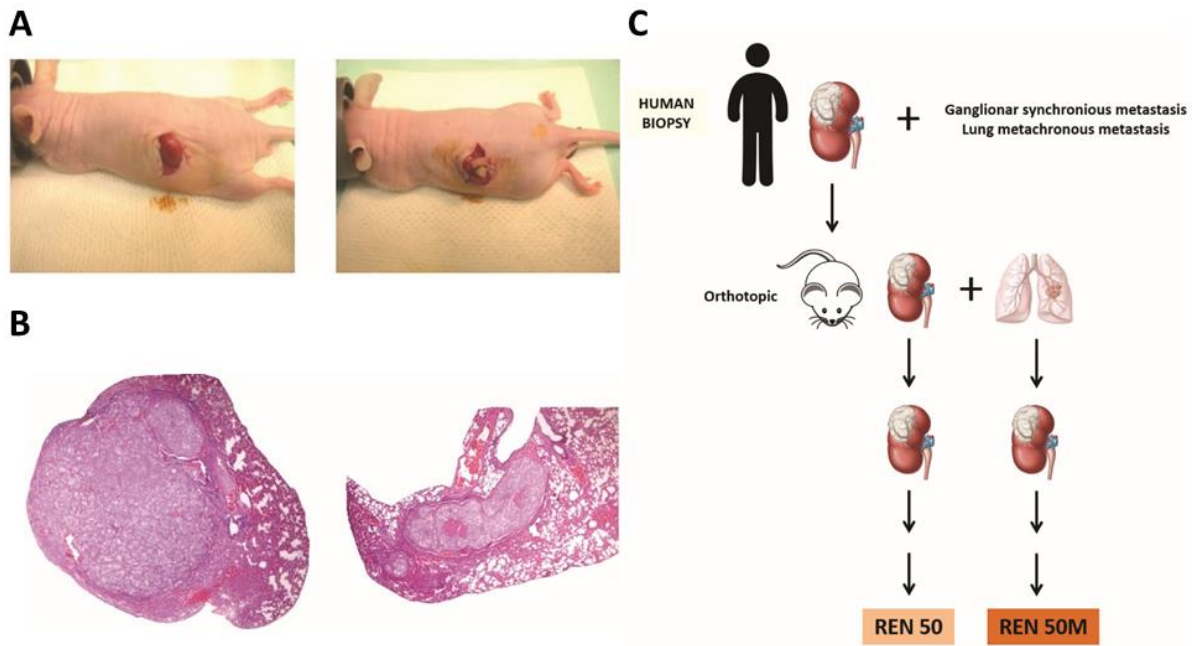 A
B
C
HUMAN
BIOPSY
+
Ganglionar synchronious metastasis
Lung metachronous metastasis
Orthotopic
+
REN 50
REN 50M